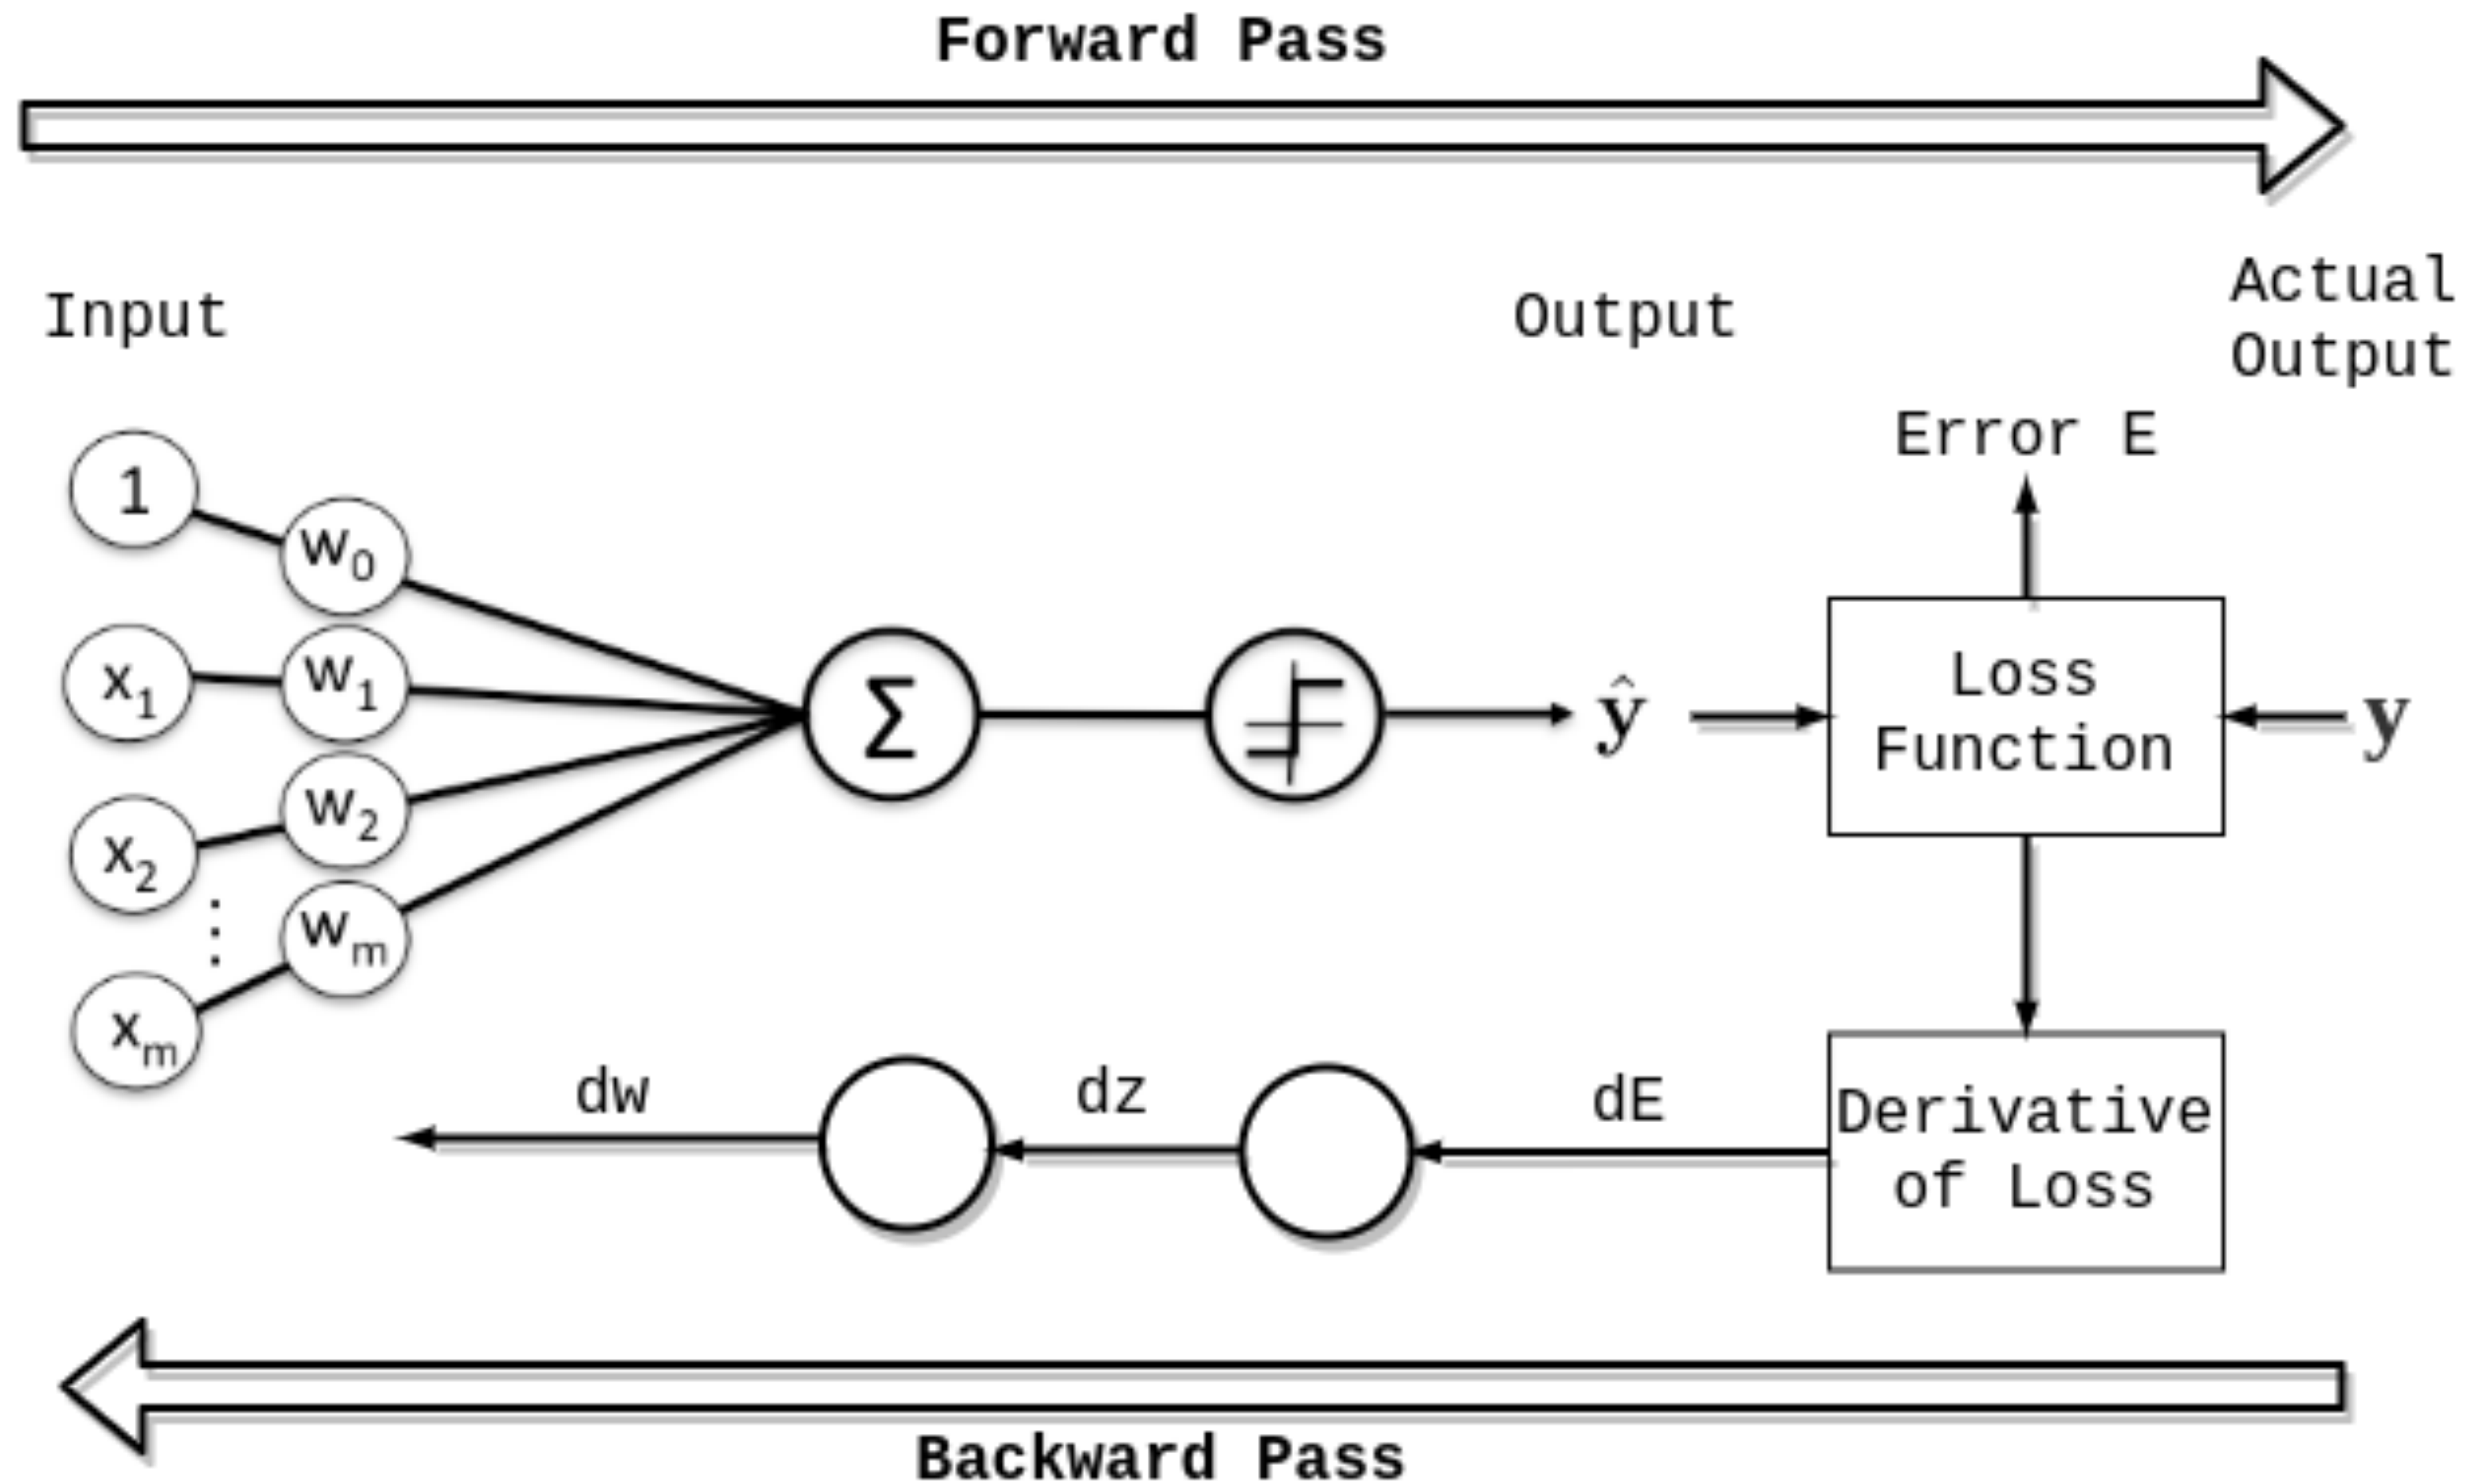 Forward Pass
Input
Output
Actual
Output
Error E
1
w₀
x₁
w₁
x₂
w₂
⋮
xₘ
wₘ
Σ
ŷ
Loss
Function
y
dw
dz
dE
Derivative
of Loss
Backward Pass